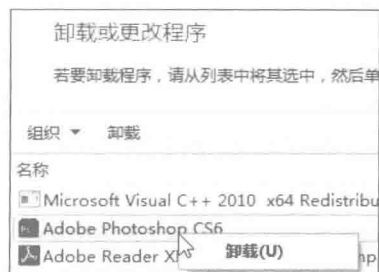 卸载或更改程序
若要卸载程序，请从列表中将其选中，然后单
组织 卸载
名称
Microsoft Visual C++ 2010 x64 Redistribu
Adobe Photoshop CS6
卸载(U)
Adobe Reader